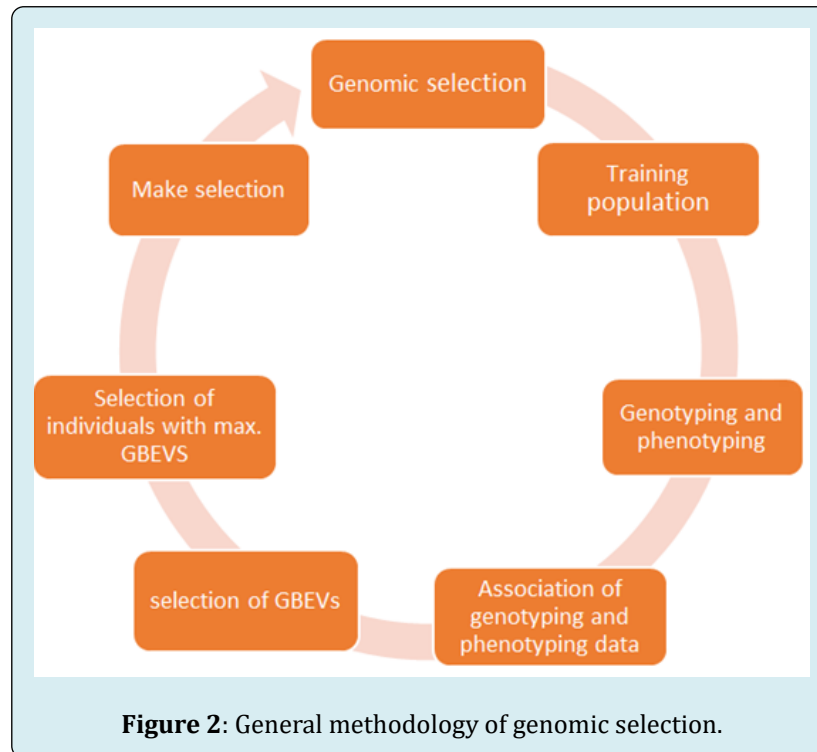 Genomic selection
Training
population
Genotyping and
phenotyping
Association of
genotyping and
phenotyping data
selection of GBEVs
Selection of
individuals with max.
GBEVS
Make selection
Figure 2: General methodology of genomic selection.